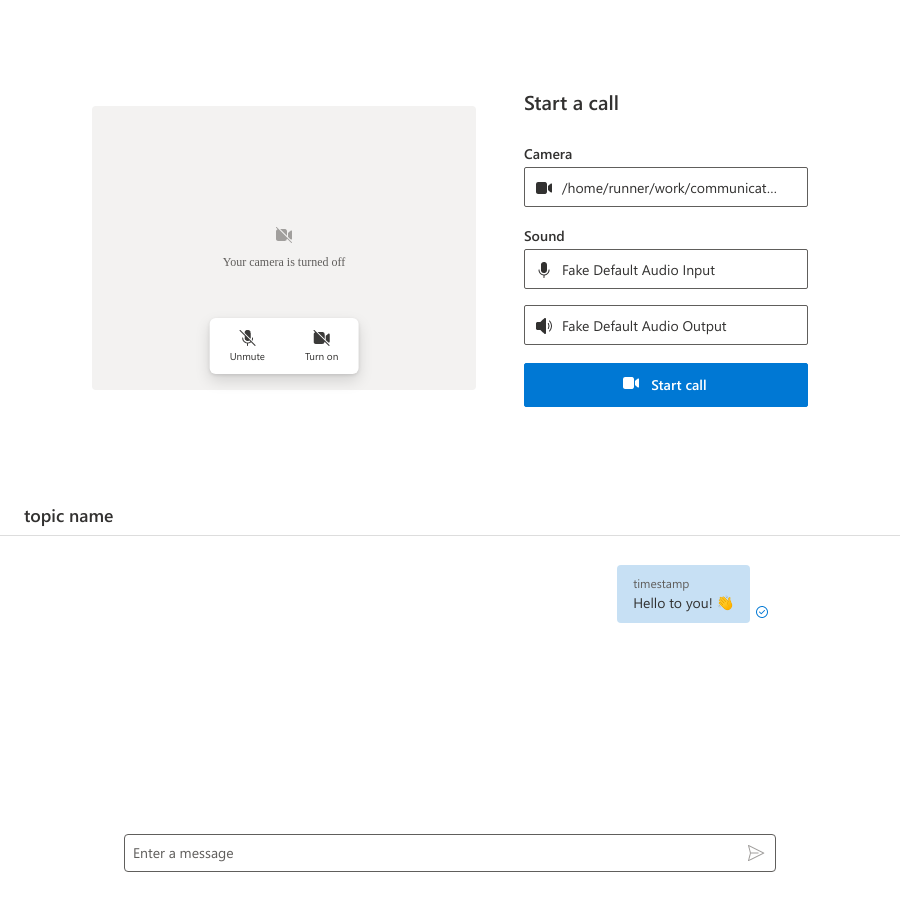 Your camera is turned off
Unmute
Turn on
Start a call
Camera
/home/runner/work/communicat...
Sound
Fake Default Audio Input
Fake Default Audio Output
Start call
topic name
timestamp
Hello to you! 👋
Enter a message